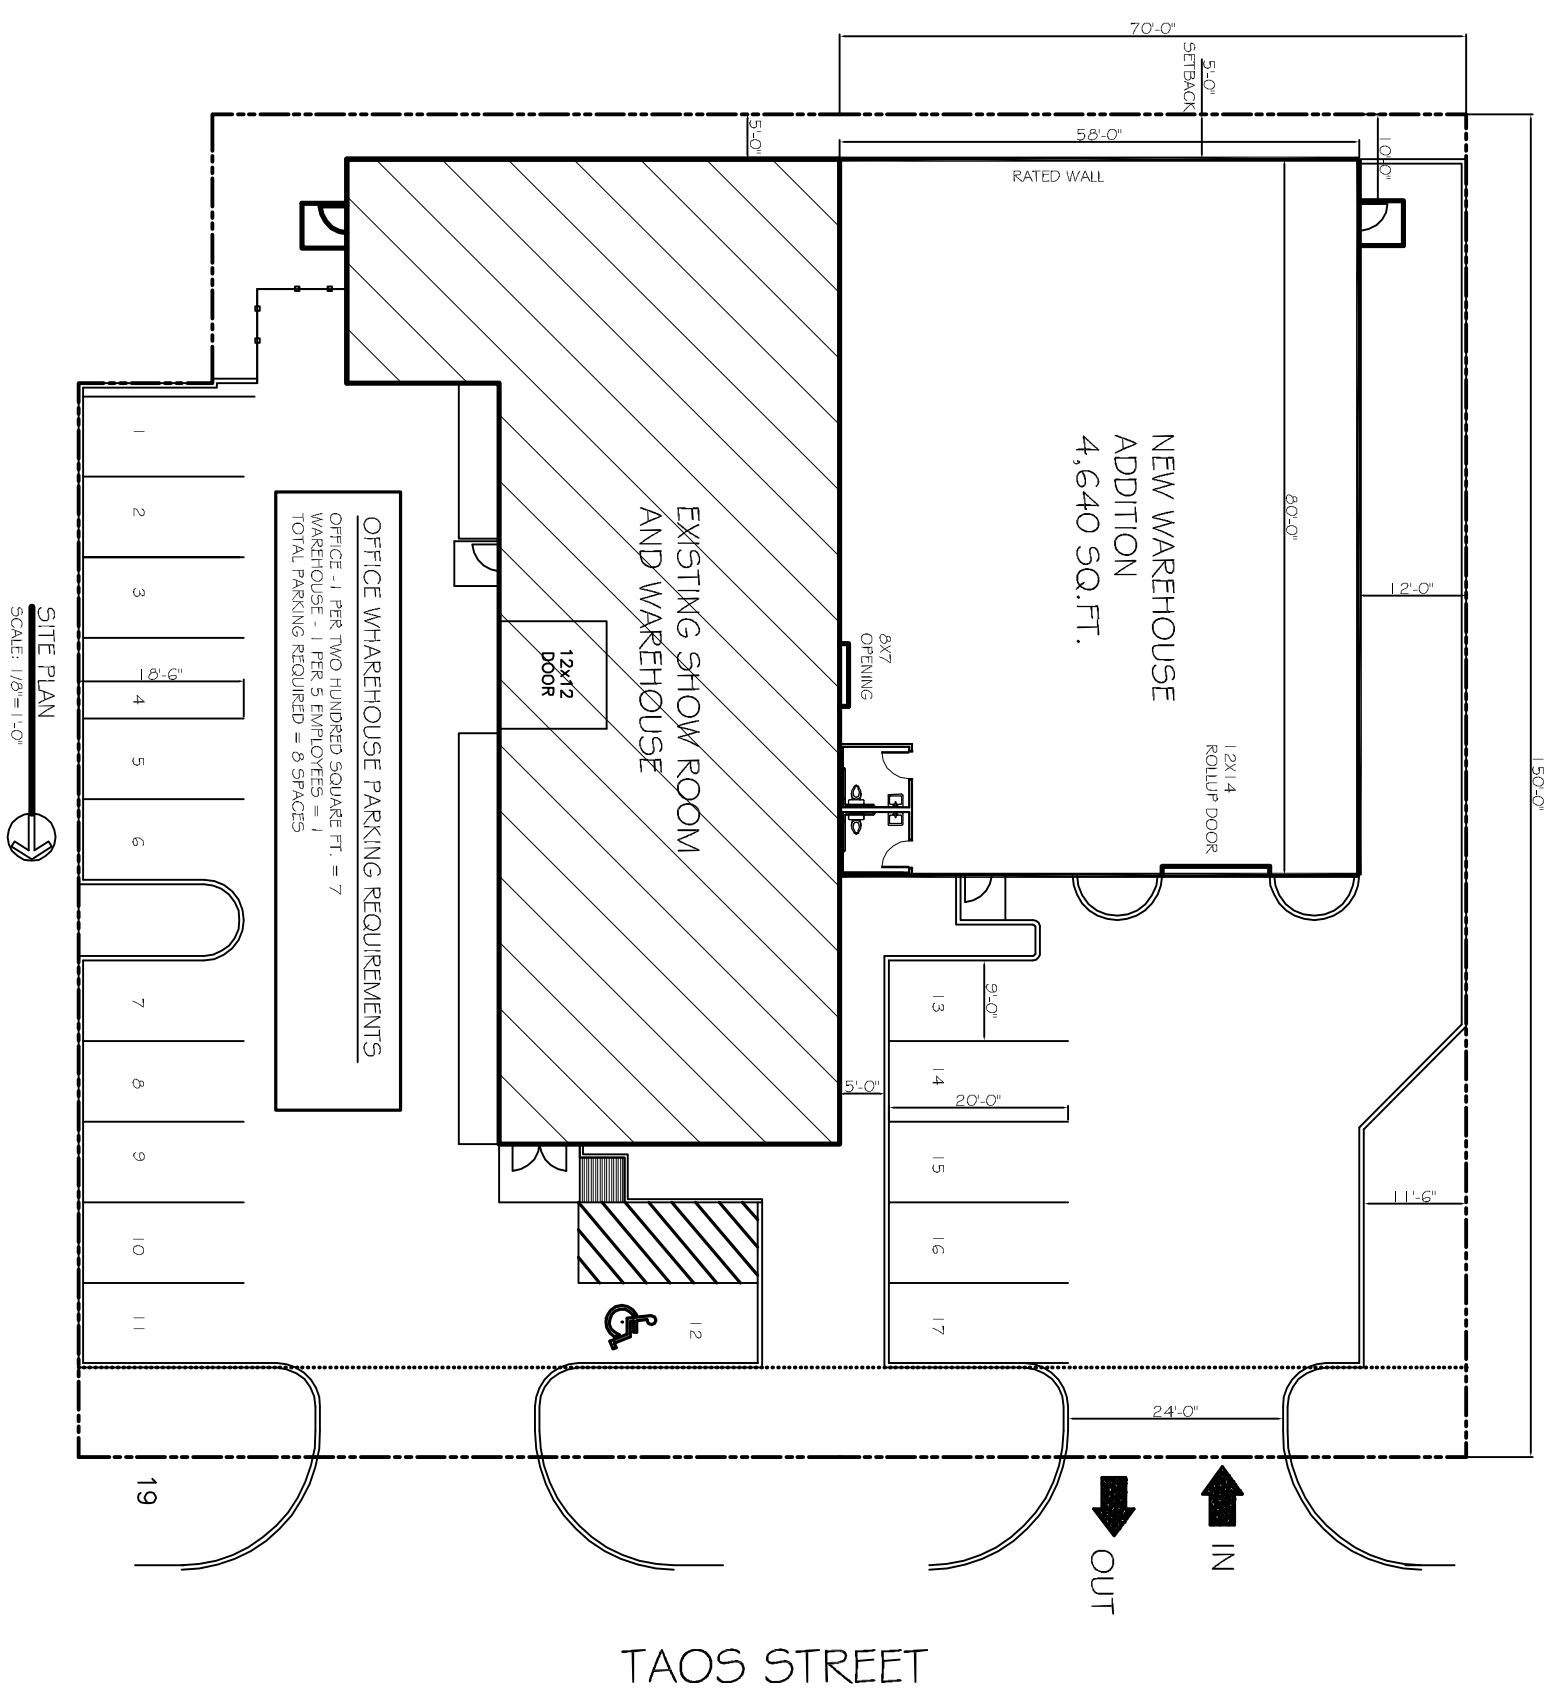 70'-0"
5'-0"
SETBACK
5'-0"
58'-0"
10'-0"
RATED WALL
NEW WAREHOUSE
ADDITION
4,640 SQ.FT.
80'-0"
12'-0"
150'-0"
EXISTING SHOW ROOM
AND WAREHOUSE
8X7
OPENING
12x12
DOOR
12X14
ROLLUP DOOR
OFFICE WHAREHOUSE PARKING REQUIREMENTS
OFFICE - 1 PER TWO HUNDRED SQUARE FT. = 7
WAREHOUSE - 1 PER 5 EMPLOYEES = 1
TOTAL PARKING REQUIRED = 8 SPACES
1
2
3
18'-6"
4
5
6
7
8
9
10
11
12
13
9'-0"
14
5'-0"
20'-0"
15
16
17
11'-6"
24'-0"
SITE PLAN
SCALE: 1/8"=1'-0"
19
IN
OUT
TAOS STREET